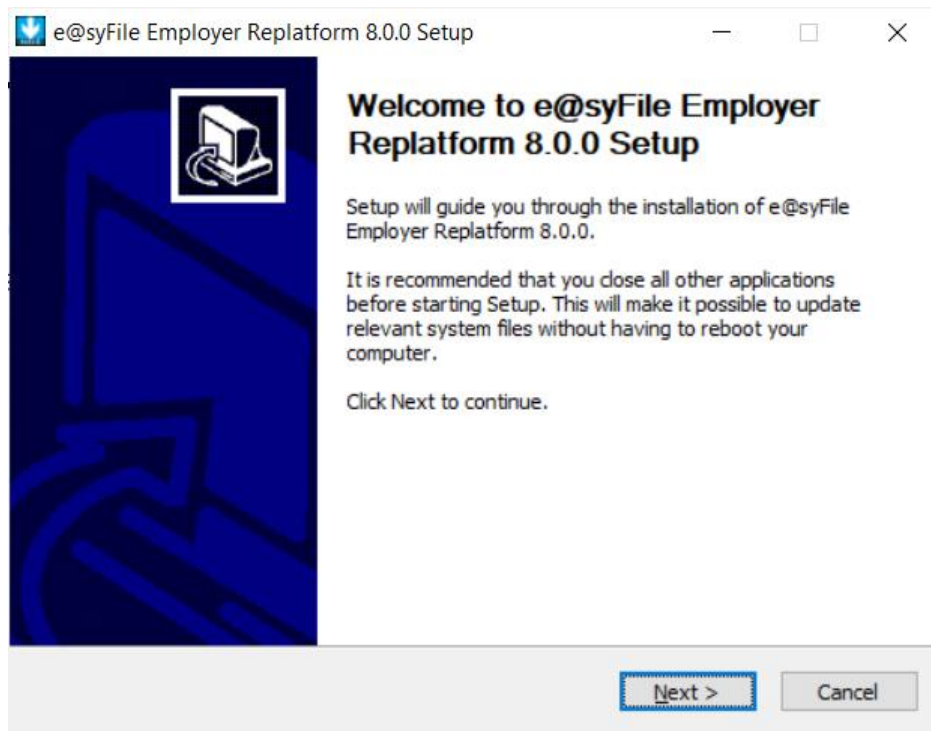 e@syFile Employer Replatform 8.0.0 Setup
Welcome to e@syFile Employer
Replatform 8.0.0 Setup
Setup will guide you through the installation of e@syFile
Employer Replatform 8.0.0.
It is recommended that you close all other applications
before starting Setup. This will make it possible to update
relevant system files without having to reboot your
computer.
Click Next to continue.
Next >
Cancel